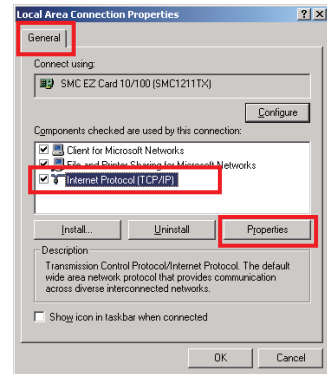 Local Area Connection Properties
General
Connect using:
SMC EZ Card 10/100 (SMC1211TX)
Configure
Components checked are used by this connection:
Client for Microsoft Networks
File and Printer Sharing for Microsoft Networks
Internet Protocol (TCP/IP)
Install... Uninstall Properties
Description
Transmission Control Protocol/Internet Protocol. The default
wide area network protocol that provides communication
across diverse interconnected networks.
Show icon in taskbar when connected
OK Cancel